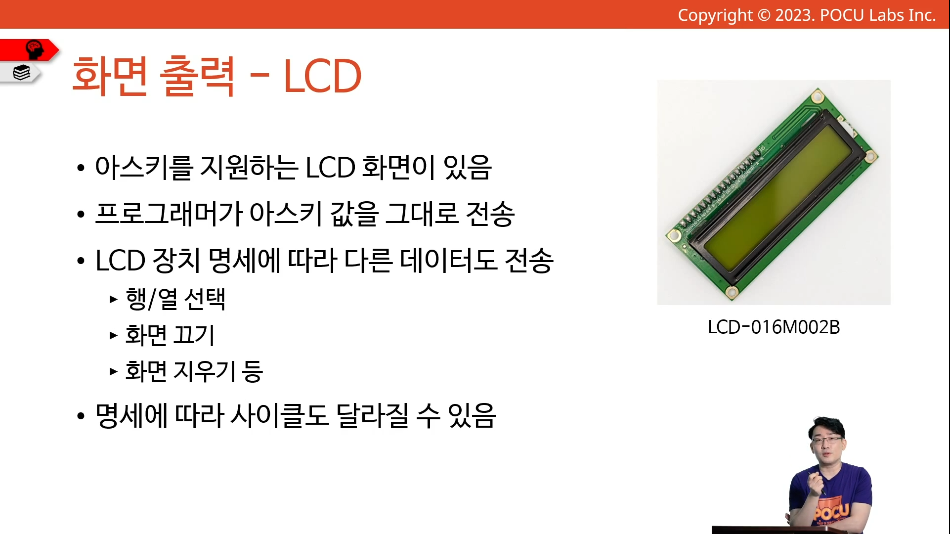 Copyright © 2023. POCU Labs Inc.
화면 출력 - LCD
• 아스키를 지원하는 LCD 화면이 있음
• 프로그래머가 아스키 값을 그대로 전송
• LCD 장치 명세에 따라 다른 데이터도 전송
▸ 행/열 선택
▸ 화면 끄기
▸ 화면 지우기 등
• 명세에 따라 사이클도 달라질 수 있음
LCD-016M002B
POCU